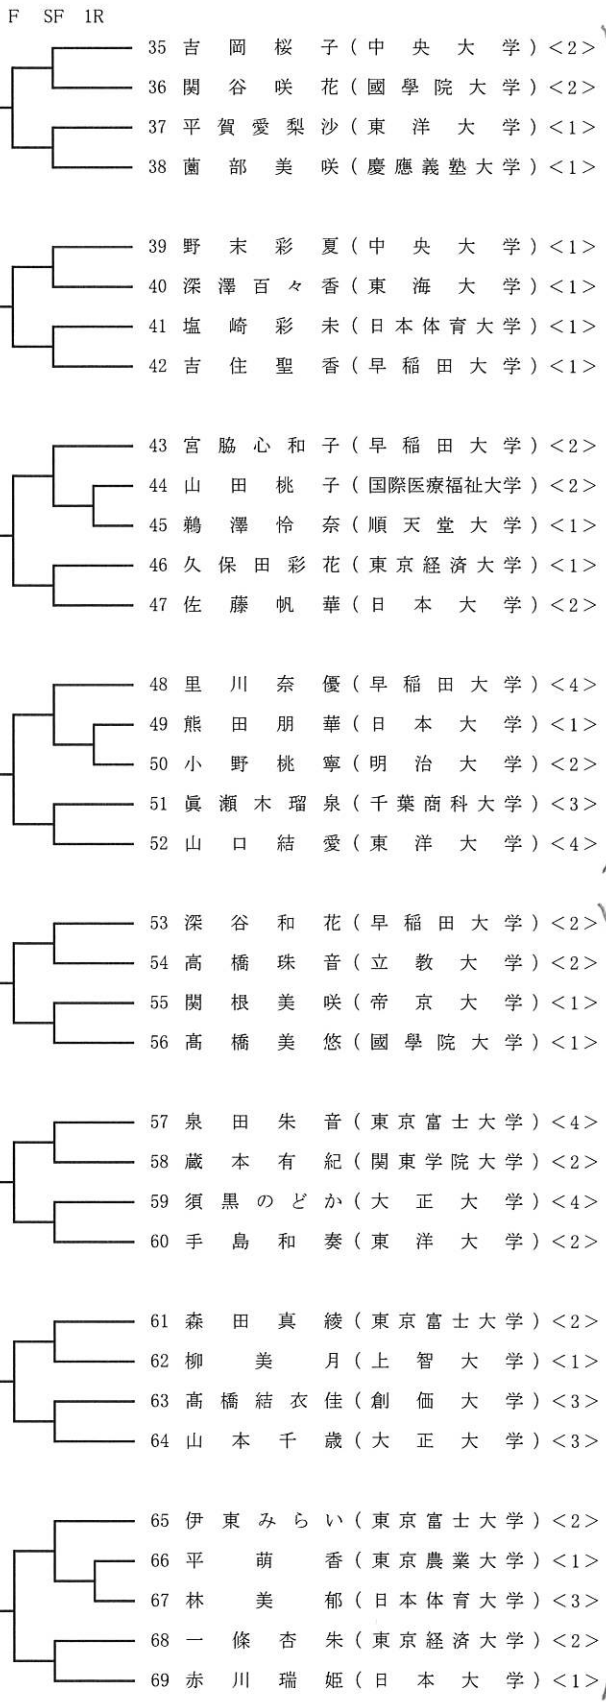 F SF 1R
35 吉岡桜子(中央大学)<2>
36 関谷咲花(國學院大学)<2>
37 平賀愛梨沙(東洋大学)<1>
38 薗部美咲(慶應義塾大学)<1>
39 野末彩夏(中央大学)<1>
40 深澤百々香(東海大学)<1>
41 塩崎彩未(日本体育大学)<1>
42 吉住聖香(早稲田大学)<1>
43 宮脇心和子(早稲田大学)<2>
44 山田桃子(国際医療福祉大学)<2>
45 鵜澤怜奈(順天堂大学)<1>
46 久保田彩花(東京経済大学)<1>
47 佐藤帆華(日本大学)<2>
48 里川奈優(早稲田大学)<4>
49 熊田朋華(日本大学)<1>
50 小野桃寧(明治大学)<2>
51 眞瀬木瑠泉(千葉商科大学)<3>
52 山口結愛(東洋大学)<4>
53 深谷和花(早稲田大学)<2>
54 高橋珠音(立教大学)<2>
55 関根美咲(帝京大学)<1>
56 髙橋美悠(國學院大学)<1>
57 泉田朱音(東京富士大学)<4>
58 蔵本有紀(関東学院大学)<2>
59 須黒のどか(大正大学)<4>
60 手島和奏(東洋大学)<2>
61 森田真綾(東京富士大学)<2>
62 柳美月(上智大学)<1>
63 髙橋結衣佳(創価大学)<3>
64 山本千歳(大正大学)<3>
65 伊東みらい(東京富士大学)<2>
66 平萌香(東京農業大学)<1>
67 林美郁(日本体育大学)<3>
68 一條杏朱(東京経済大学)<2>
69 赤川瑞姫(日本大学)<1>